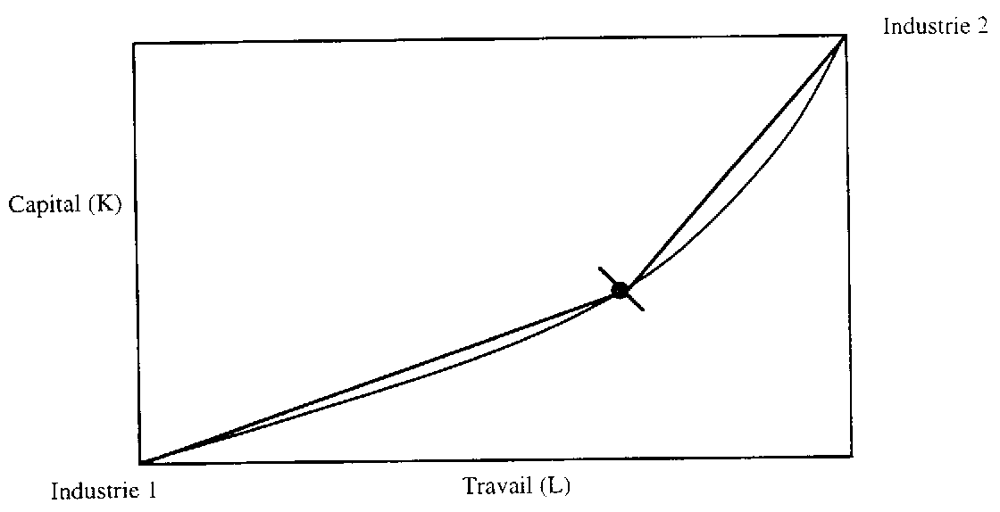 Industrie 2
Capital (K)
Industrie 1
Travail (L)